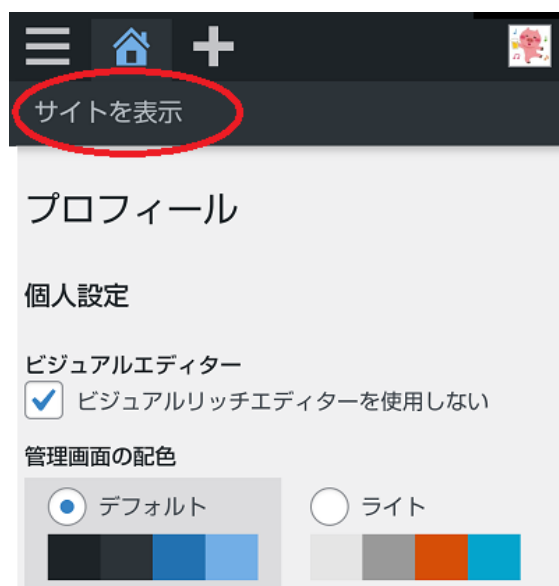 サイトを表示
プロフィール
個人設定
ビジュアルエディター
ビジュアルリッチエディターを使用しない
管理画面の配色
デフォルト
ライト